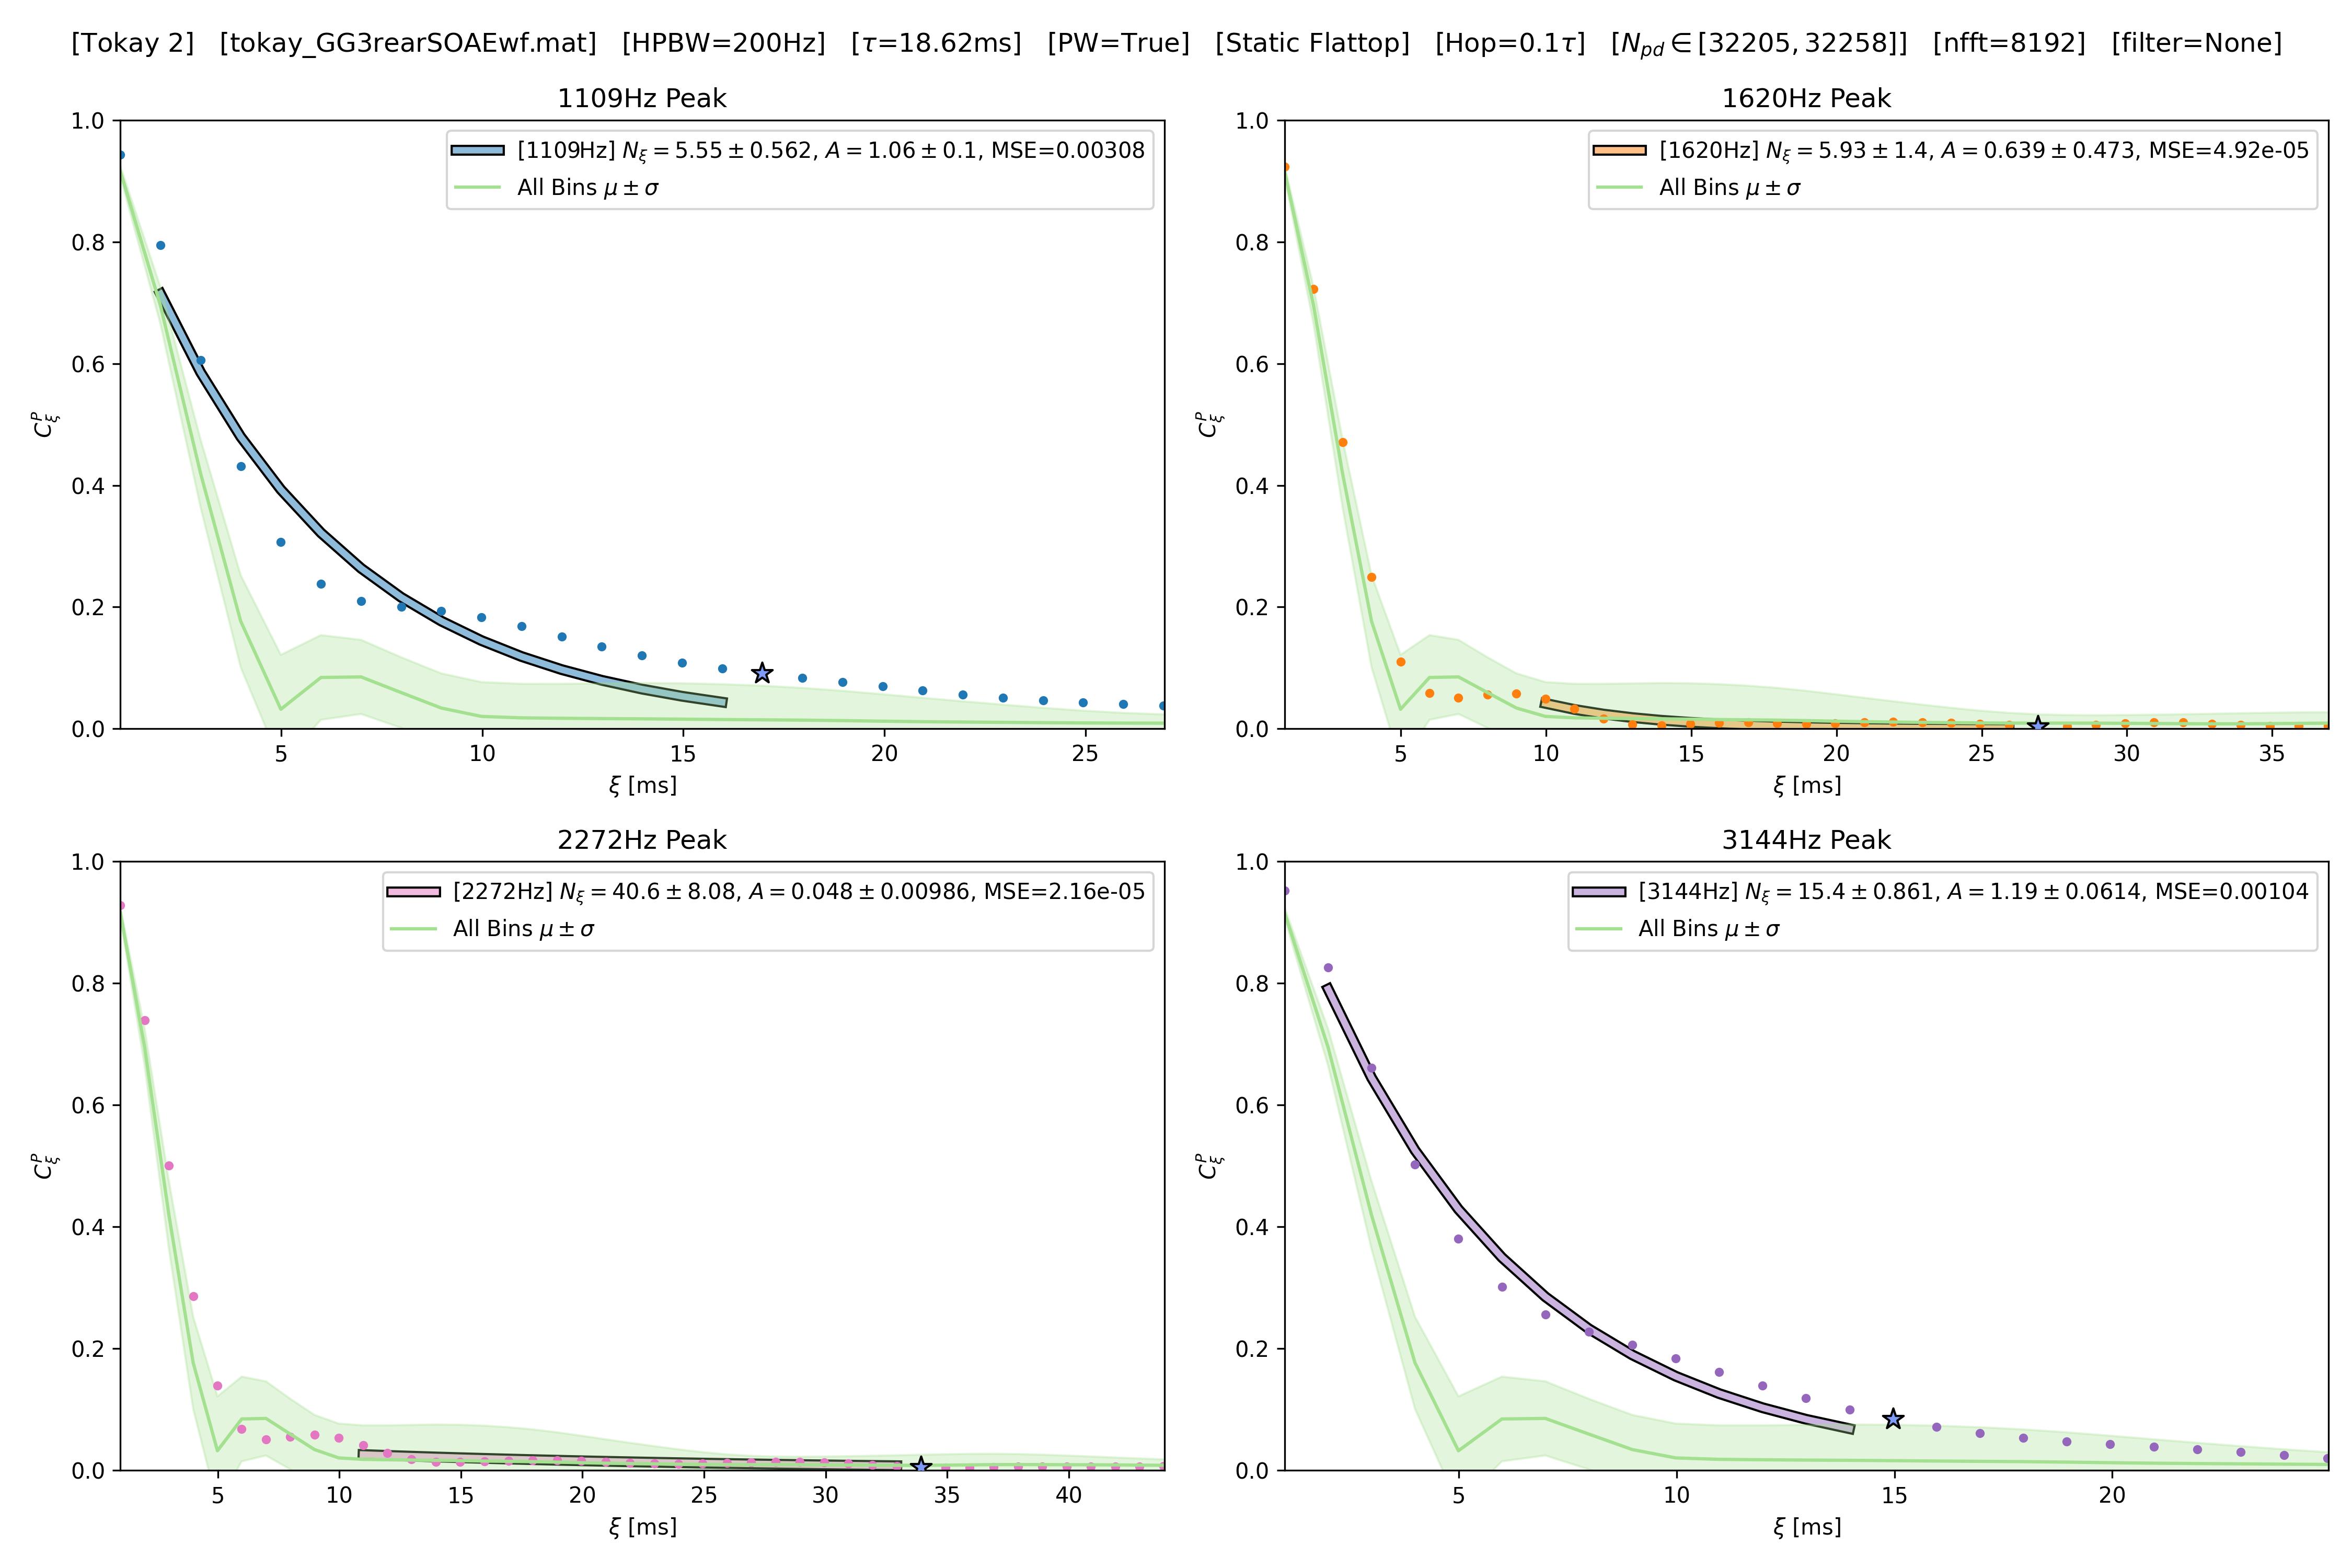 [Tokay 2] [tokay_GG3rearSOAEwf.mat] [HPBW=200Hz] [τ=18.62ms] [PW=True] [Static Flattop] [Hop=0.1τ] [N_pd ∈ [32205, 32258]] [nfft=8192] [filter=None]
1109Hz Peak
[1109Hz] N_ξ = 5.55 ± 0.562, A = 1.06 ± 0.1, MSE=0.00308
All Bins μ ± σ
1.0
0.8
0.6
0.4
0.2
0.0
C_ξ^P
5 10 15 20 25
ξ [ms]
1620Hz Peak
[1620Hz] N_ξ = 5.93 ± 1.4, A = 0.639 ± 0.473, MSE=4.92e-05
All Bins μ ± σ
1.0
0.8
0.6
0.4
0.2
0.0
C_ξ^P
5 10 15 20 25 30 35
ξ [ms]
2272Hz Peak
[2272Hz] N_ξ = 40.6 ± 8.08, A = 0.048 ± 0.00986, MSE=2.16e-05
All Bins μ ± σ
1.0
0.8
0.6
0.4
0.2
0.0
C_ξ^P
5 10 15 20 25 30 35 40
ξ [ms]
3144Hz Peak
[3144Hz] N_ξ = 15.4 ± 0.861, A = 1.19 ± 0.0614, MSE=0.00104
All Bins μ ± σ
1.0
0.8
0.6
0.4
0.2
0.0
C_ξ^P
5 10 15 20
ξ [ms]